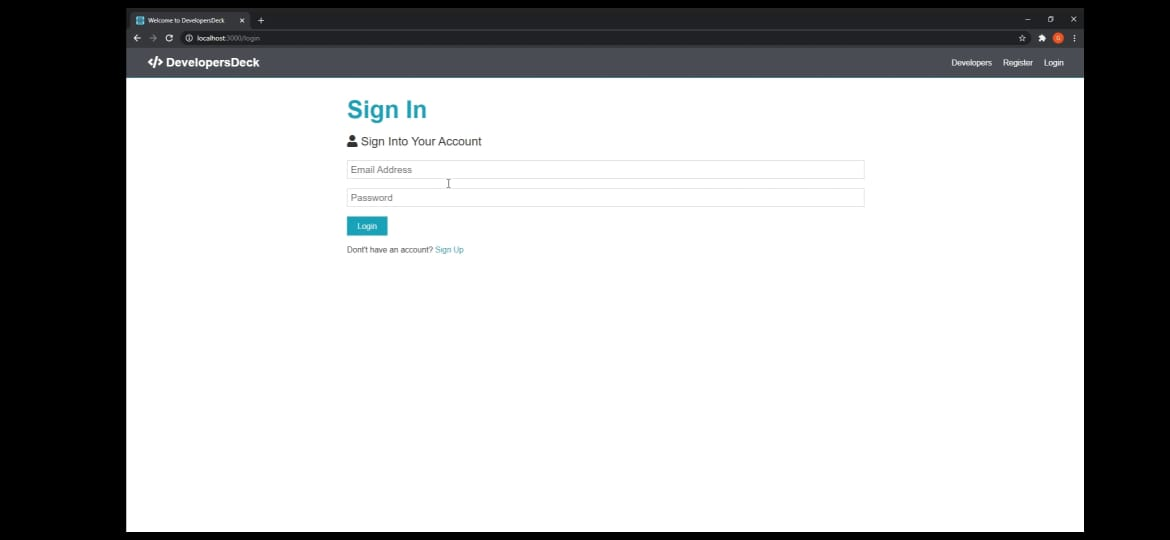 Welcome to DevelopersDeck
localhost:3000/login
DevelopersDeck
Developers Register Login
Sign In
Sign Into Your Account
Email Address
Password
Login
Dont't have an account? Sign Up